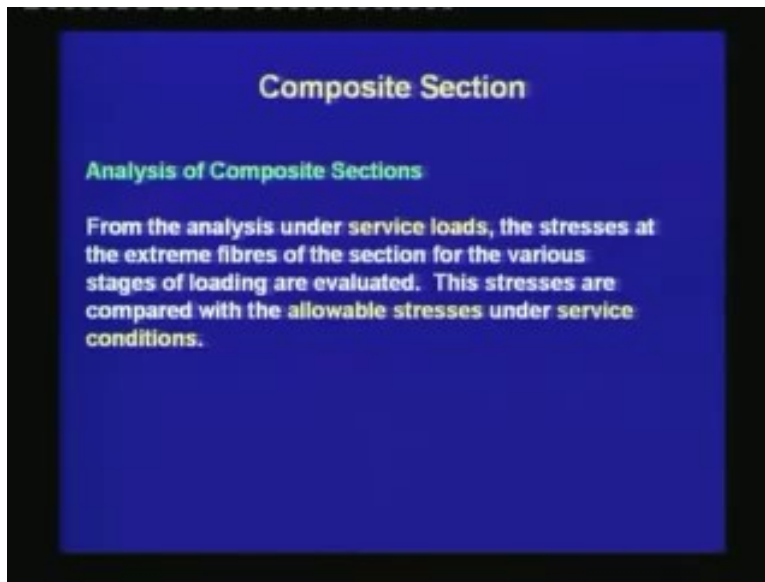 Composite Section
Analysis of Composite Sections
From the analysis under service loads, the stresses at
the extreme fibres of the section for the various
stages of loading are evaluated. This stresses are
compared with the allowable stresses under service
conditions.